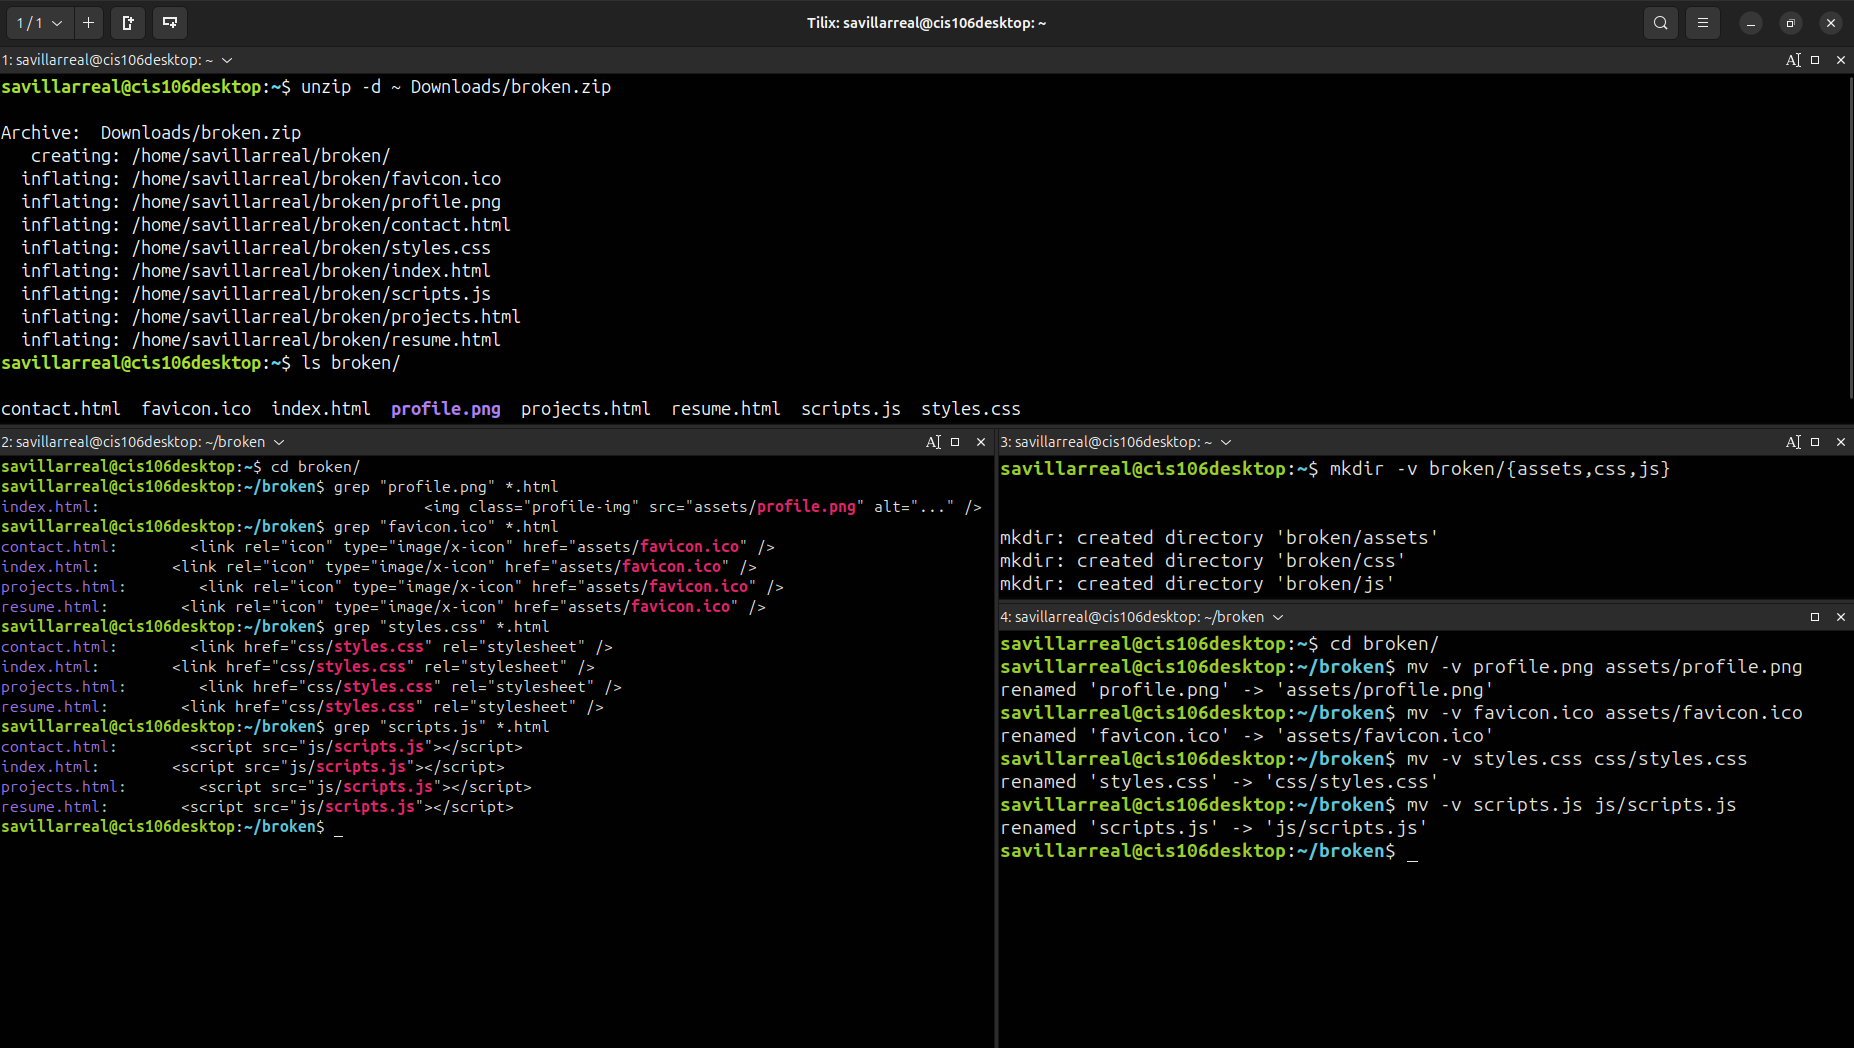 1 / 1
Tilix: savillarreal@cis106desktop: ~
1: savillarreal@cis106desktop: ~
savillarreal@cis106desktop:~$ unzip -d ~ Downloads/broken.zip
Archive:  Downloads/broken.zip
   creating: /home/savillarreal/broken/
  inflating: /home/savillarreal/broken/favicon.ico
  inflating: /home/savillarreal/broken/profile.png
  inflating: /home/savillarreal/broken/contact.html
  inflating: /home/savillarreal/broken/styles.css
  inflating: /home/savillarreal/broken/index.html
  inflating: /home/savillarreal/broken/scripts.js
  inflating: /home/savillarreal/broken/projects.html
  inflating: /home/savillarreal/broken/resume.html
savillarreal@cis106desktop:~$ ls broken/
contact.html  favicon.ico  index.html  profile.png  projects.html  resume.html  scripts.js  styles.css
2: savillarreal@cis106desktop: ~/broken
savillarreal@cis106desktop:~$ cd broken/
savillarreal@cis106desktop:~/broken$ grep "profile.png" *.html
index.html:                                    <img class="profile-img" src="assets/profile.png" alt="..." />
savillarreal@cis106desktop:~/broken$ grep "favicon.ico" *.html
contact.html:        <link rel="icon" type="image/x-icon" href="assets/favicon.ico" />
index.html:        <link rel="icon" type="image/x-icon" href="assets/favicon.ico" />
projects.html:        <link rel="icon" type="image/x-icon" href="assets/favicon.ico" />
resume.html:        <link rel="icon" type="image/x-icon" href="assets/favicon.ico" />
savillarreal@cis106desktop:~/broken$ grep "styles.css" *.html
contact.html:        <link href="css/styles.css" rel="stylesheet" />
index.html:        <link href="css/styles.css" rel="stylesheet" />
projects.html:        <link href="css/styles.css" rel="stylesheet" />
resume.html:        <link href="css/styles.css" rel="stylesheet" />
savillarreal@cis106desktop:~/broken$ grep "scripts.js" *.html
contact.html:        <script src="js/scripts.js"></script>
index.html:        <script src="js/scripts.js"></script>
projects.html:        <script src="js/scripts.js"></script>
resume.html:        <script src="js/scripts.js"></script>
savillarreal@cis106desktop:~/broken$ _
3: savillarreal@cis106desktop: ~
savillarreal@cis106desktop:~$ mkdir -v broken/{assets,css,js}
mkdir: created directory 'broken/assets'
mkdir: created directory 'broken/css'
mkdir: created directory 'broken/js'
4: savillarreal@cis106desktop: ~/broken
savillarreal@cis106desktop:~$ cd broken/
savillarreal@cis106desktop:~/broken$ mv -v profile.png assets/profile.png
renamed 'profile.png' -> 'assets/profile.png'
savillarreal@cis106desktop:~/broken$ mv -v favicon.ico assets/favicon.ico
renamed 'favicon.ico' -> 'assets/favicon.ico'
savillarreal@cis106desktop:~/broken$ mv -v styles.css css/styles.css
renamed 'styles.css' -> 'css/styles.css'
savillarreal@cis106desktop:~/broken$ mv -v scripts.js js/scripts.js
renamed 'scripts.js' -> 'js/scripts.js'
savillarreal@cis106desktop:~/broken$ _